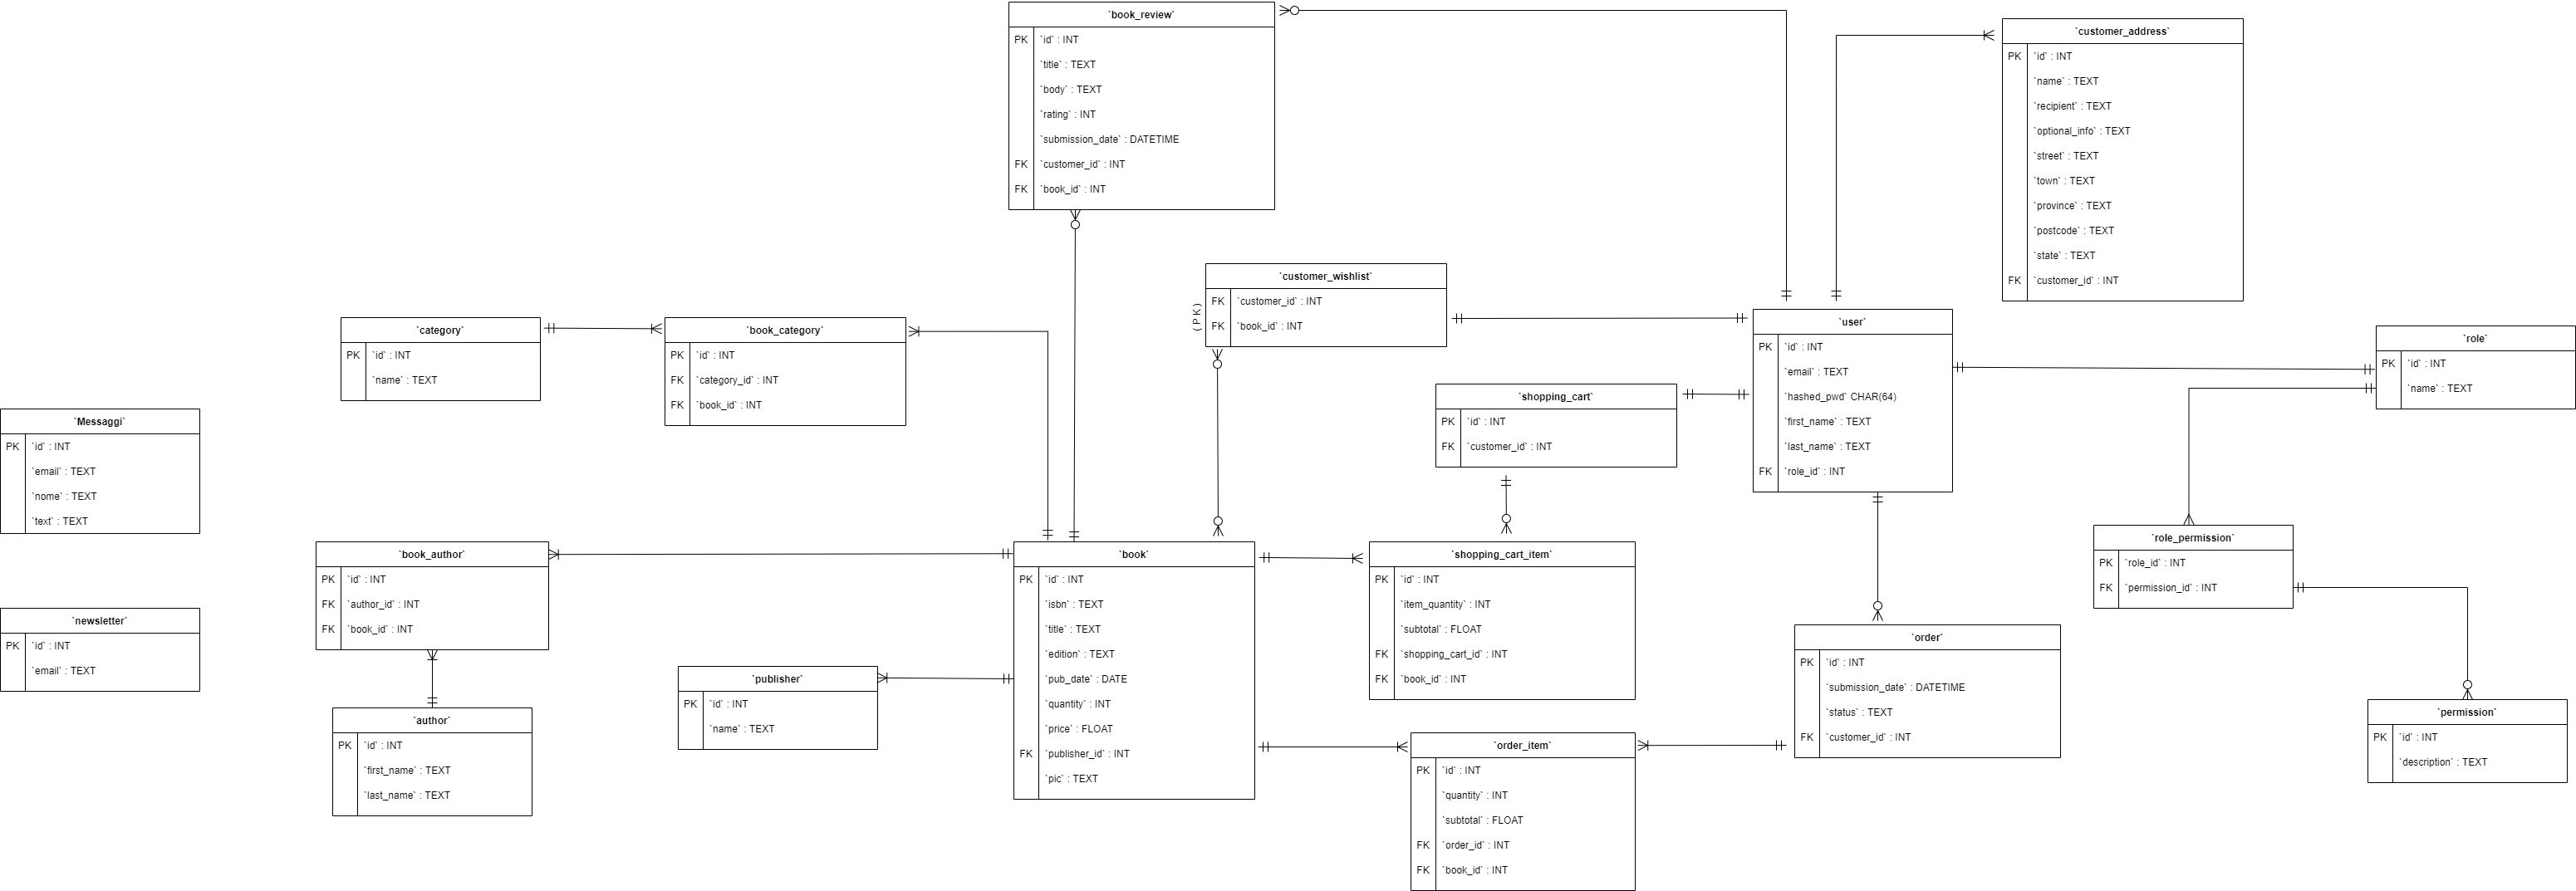 `book_review`
PK `id` : INT
`title` : TEXT
`body` : TEXT
`rating` : INT
`submission_date` : DATETIME
FK `customer_id` : INT
FK `book_id` : INT
`customer_address`
PK `id` : INT
`name` : TEXT
`recipient` : TEXT
`optional_info` : TEXT
`street` : TEXT
`town` : TEXT
`province` : TEXT
`postcode` : TEXT
`state` : TEXT
FK `customer_id` : INT
`customer_wishlist`
(PK)
FK `customer_id` : INT
FK `book_id` : INT
`category`
PK `id` : INT
`name` : TEXT
`book_category`
PK `id` : INT
FK `category_id` : INT
FK `book_id` : INT
`user`
PK `id` : INT
`email` : TEXT
`hashed_pwd` CHAR(64)
`first_name` : TEXT
`last_name` : TEXT
FK `role_id` : INT
`role`
PK `id` : INT
`name` : TEXT
`shopping_cart`
PK `id` : INT
FK `customer_id` : INT
`Messaggi`
PK `id` : INT
`email` : TEXT
`nome` : TEXT
`text` : TEXT
`book_author`
PK `id` : INT
FK `author_id` : INT
FK `book_id` : INT
`book`
PK `id` : INT
`isbn` : TEXT
`title` : TEXT
`edition` : TEXT
`pub_date` : DATE
`quantity` : INT
`price` : FLOAT
FK `publisher_id` : INT
`pic` : TEXT
`shopping_cart_item`
PK `id` : INT
`item_quantity` : INT
`subtotal` : FLOAT
FK `shopping_cart_id` : INT
FK `book_id` : INT
`role_permission`
PK `role_id` : INT
FK `permission_id` : INT
`newsletter`
PK `id` : INT
`email` : TEXT
`order`
PK `id` : INT
`submission_date` : DATETIME
`status` : TEXT
FK `customer_id` : INT
`publisher`
PK `id` : INT
`name` : TEXT
`author`
PK `id` : INT
`first_name` : TEXT
`last_name` : TEXT
`permission`
PK `id` : INT
`description` : TEXT
`order_item`
PK `id` : INT
`quantity` : INT
`subtotal` : FLOAT
FK `order_id` : INT
FK `book_id` : INT